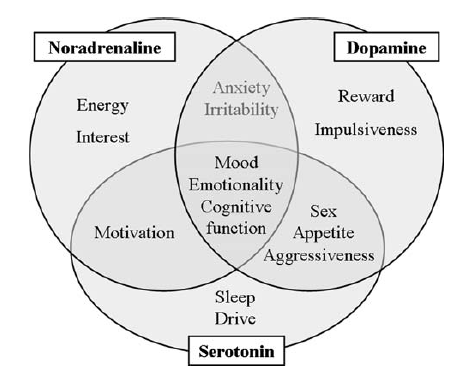 Noradrenaline
Dopamine
Anxiety
Irritability
Energy
Interest
Reward
Impulsiveness
Mood
Emotionality
Cognitive
function
Motivation
Sex
Appetite
Aggressiveness
Sleep
Drive
Serotonin